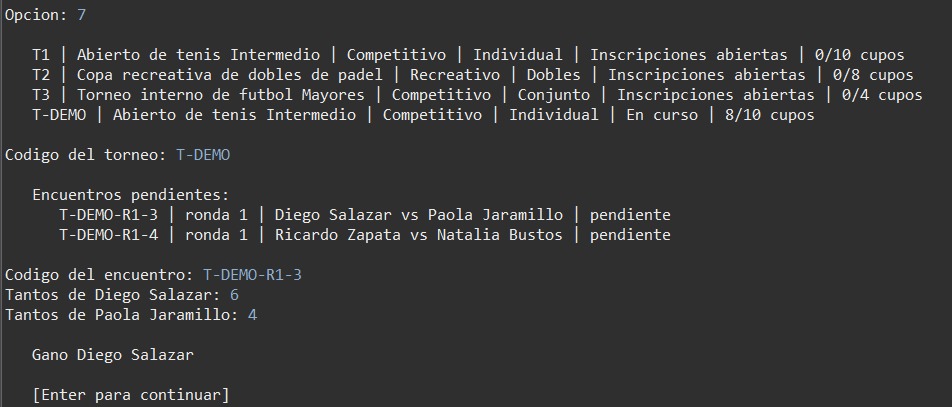 Opcion: 7
T1 | Abierto de tenis Intermedio | Competitivo | Individual | Inscripciones abiertas | 0/10 cupos
T2 | Copa recreativa de dobles de padel | Recreativo | Dobles | Inscripciones abiertas | 0/8 cupos
T3 | Torneo interno de futbol Mayores | Competitivo | Conjunto | Inscripciones abiertas | 0/4 cupos
T-DEMO | Abierto de tenis Intermedio | Competitivo | Individual | En curso | 8/10 cupos
Codigo del torneo: T-DEMO
Encuentros pendientes:
T-DEMO-R1-3 | ronda 1 | Diego Salazar vs Paola Jaramillo | pendiente
T-DEMO-R1-4 | ronda 1 | Ricardo Zapata vs Natalia Bustos | pendiente
Codigo del encuentro: T-DEMO-R1-3
Tantos de Diego Salazar: 6
Tantos de Paola Jaramillo: 4
Gano Diego Salazar
[Enter para continuar]